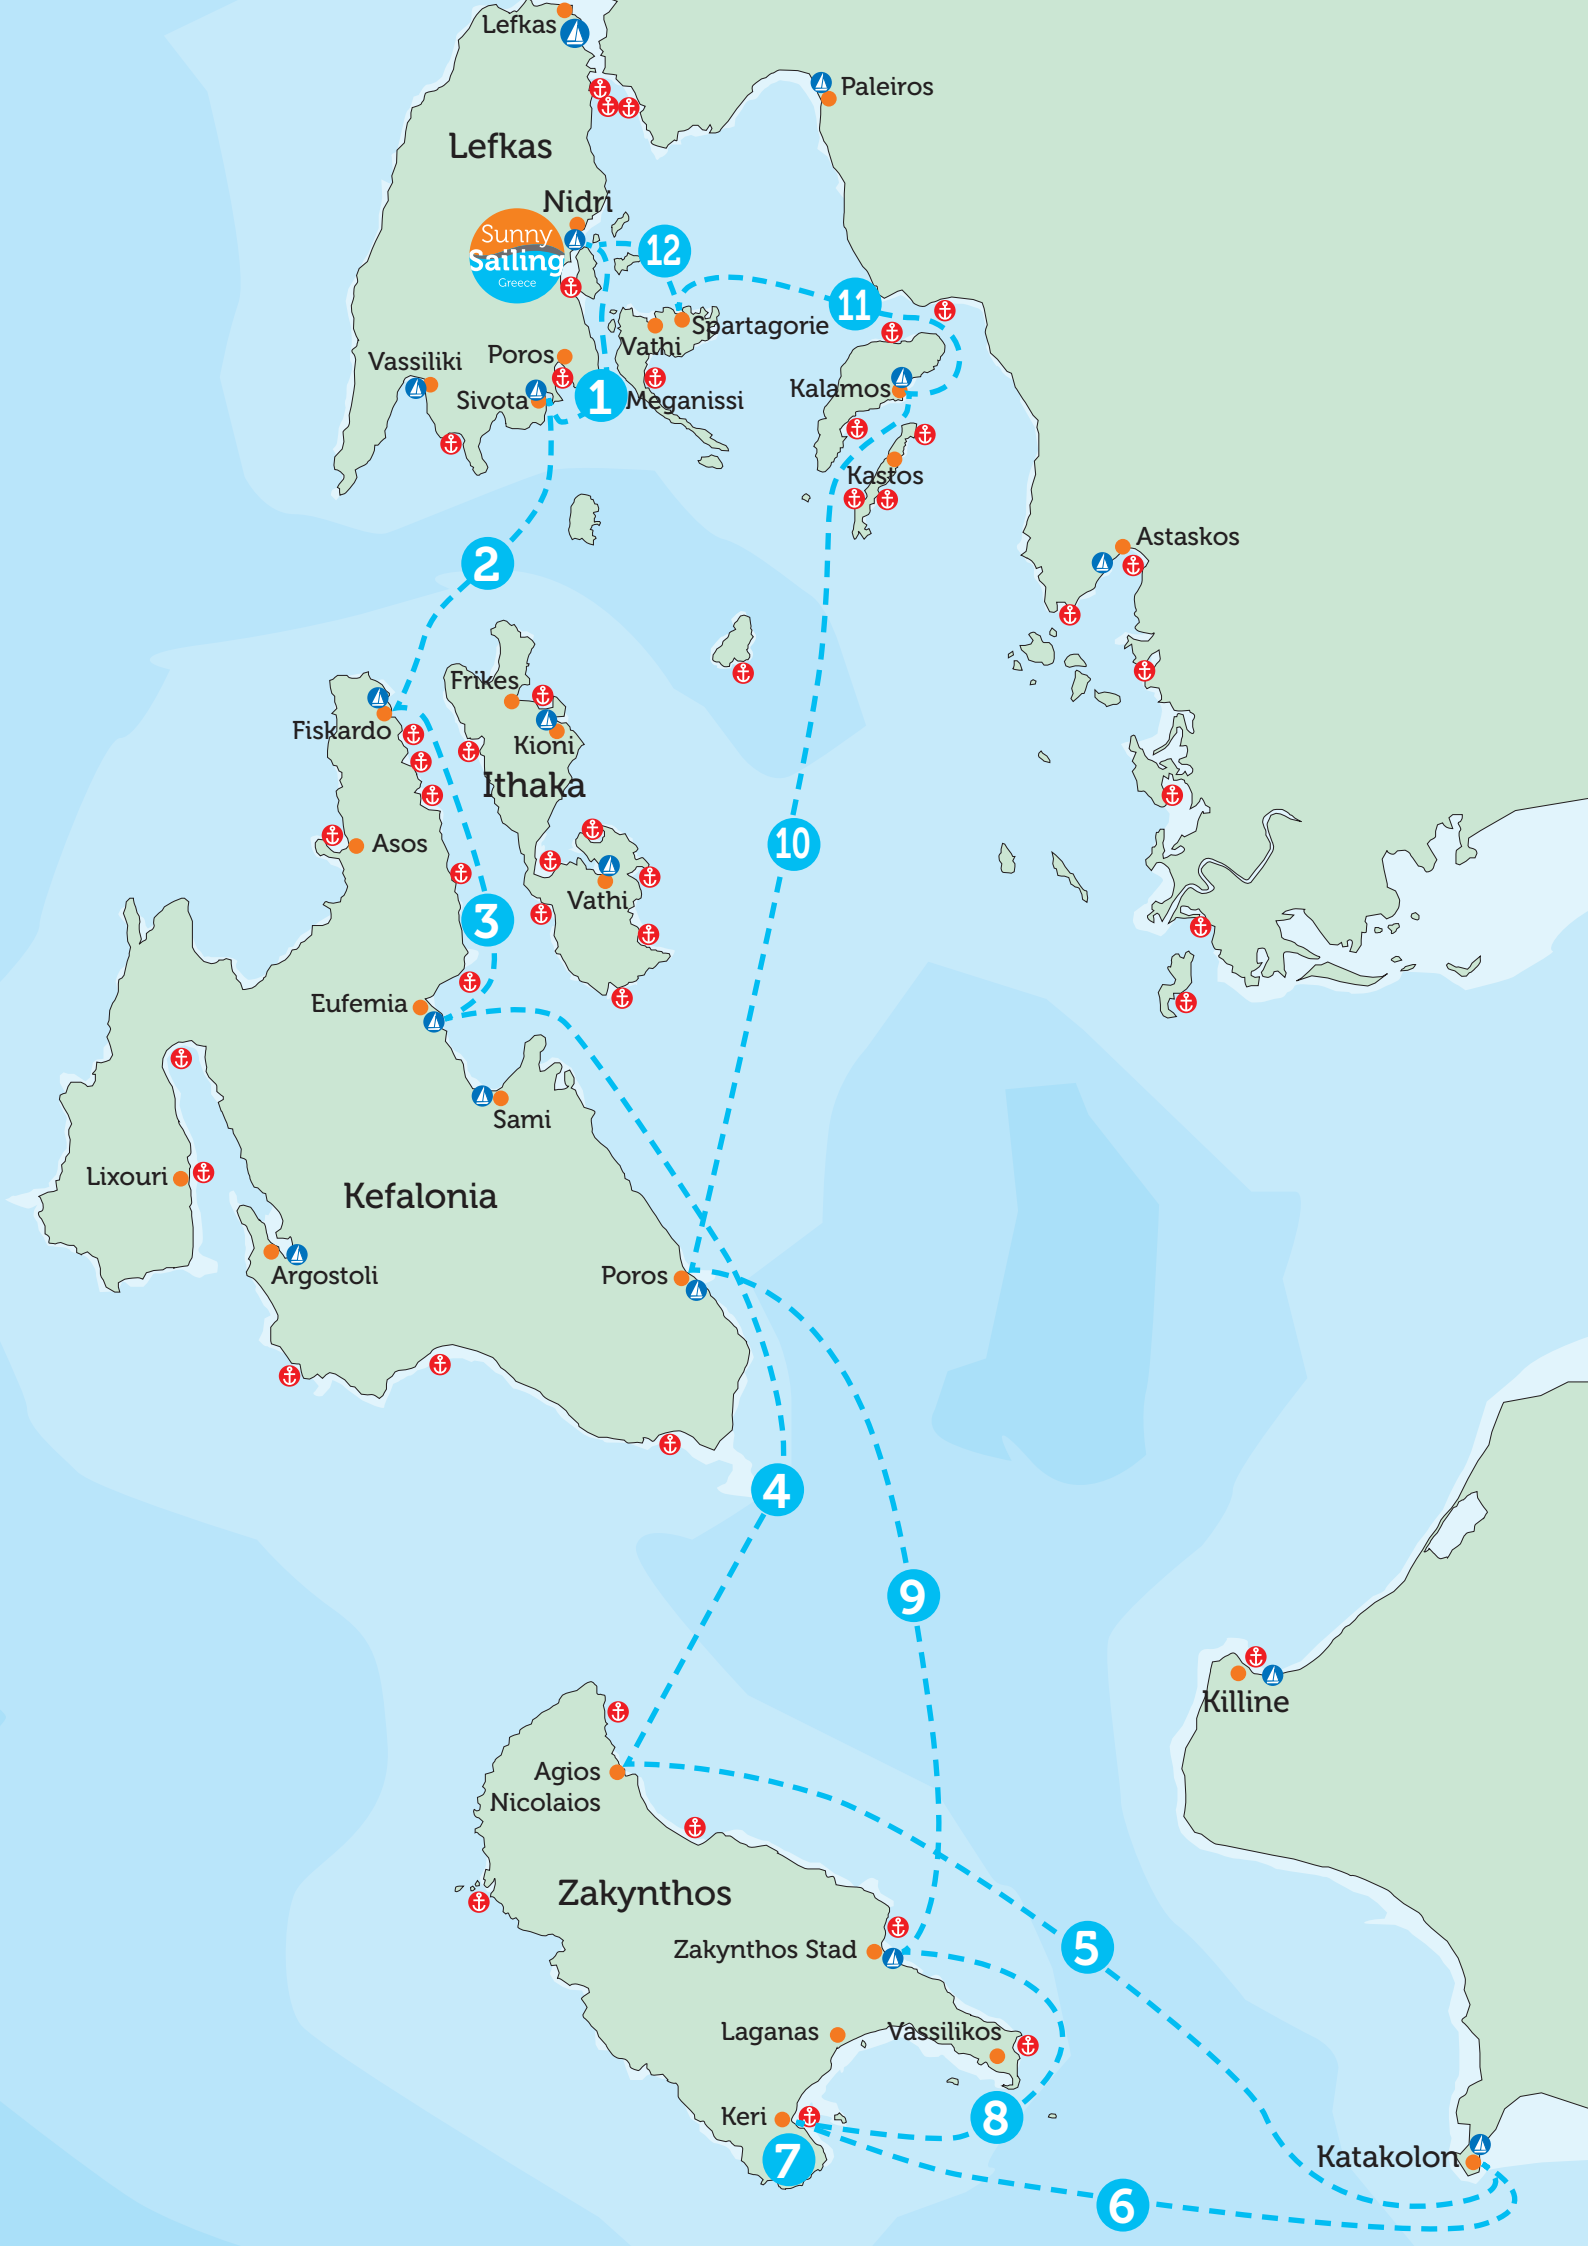 Lefkas
Paleiros
Lefkas
Nidri
Sunny
Sailing
Greece
12
11
Spartagorie
Vathi
Poros
Vassiliki
Sivota
1
Meganissi
Kalamos
Kastos
Astaskos
2
Frikes
Fiskardo
Kioni
Ithaka
Asos
10
Vathi
3
Eufemia
Sami
Lixouri
Kefalonia
Argostoli
Poros
4
9
Killine
Agios
Nicolaios
Zakynthos
Zakynthos Stad
5
Laganas
Vassilikos
Keri
8
7
Katakolon
6